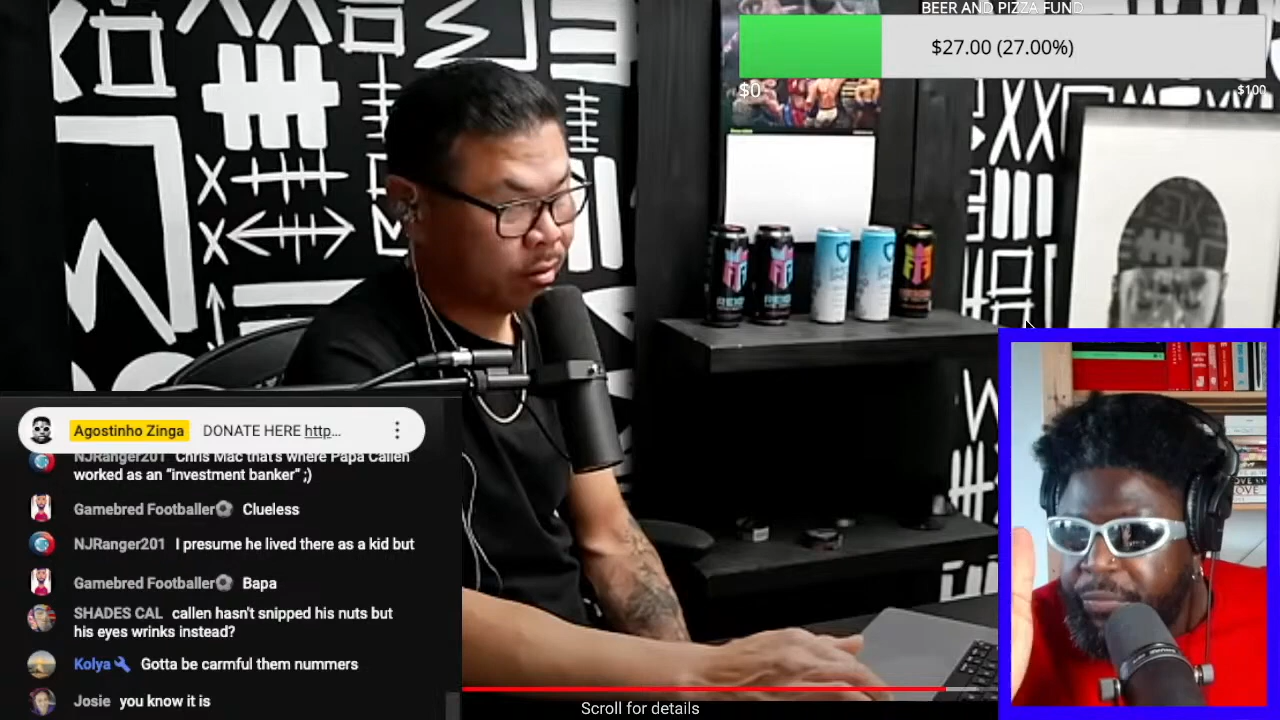 BEER AND PIZZA FUND
$27.00 (27.00%)
$0
$100
REIGN
REIGN
Agostinho Zinga DONATE HERE http...
NJRanger201 Chris Mac that's where Papa Callen
worked as an "investment banker" ;)
Gamebred Footballer Clueless
NJRanger201 I presume he lived there as a kid but
Gamebred Footballer Bapa
SHADES CAL callen hasn't snipped his nuts but
his eyes wrinks instead?
Kolya Gotta be carmful them nummers
Josie you know it is
Scroll for details